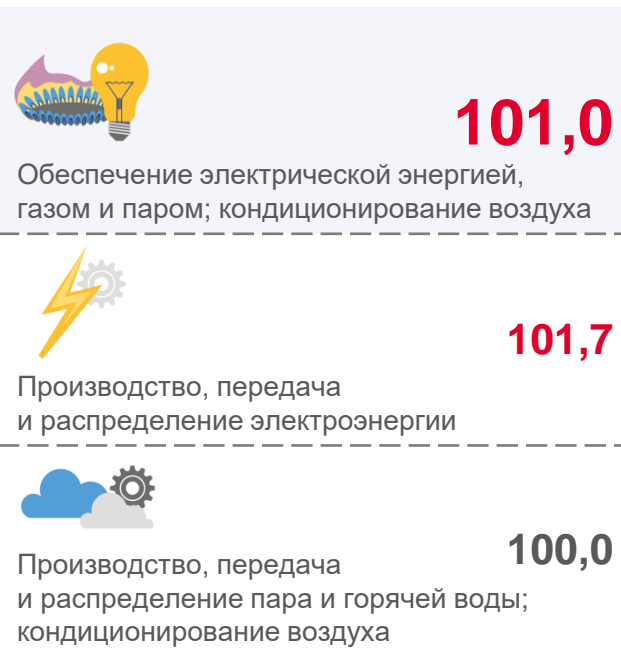 101,0
Обеспечение электрической энергией,
газом и паром; кондиционирование воздуха
101,7
Производство, передача
и распределение электроэнергии
100,0
Производство, передача
и распределение пара и горячей воды;
кондиционирование воздуха